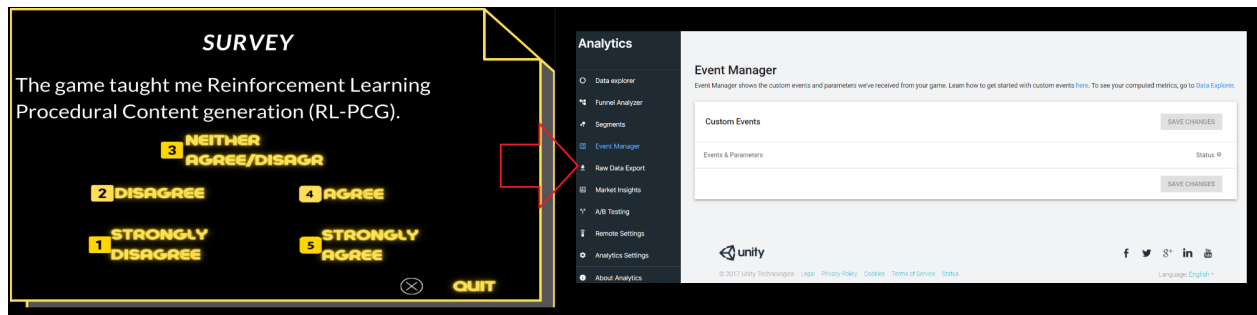 SURVEY
The game taught me Reinforcement Learning
Procedural Content generation (RL-PCG).
3 NEITHER
AGREE/DISAGR
2 DISAGREE
4 AGREE
1 STRONGLY
DISAGREE
5 STRONGLY
AGREE
QUIT
Analytics
Data explorer
Funnel Analyzer
Segments
Event Manager
Raw Data Export
Market Insights
A/B Testing
Remote Settings
Analytics Settings
About Analytics
Event Manager
Event Manager shows the custom events and parameters we've received from your game. Learn how to get started with custom events here. To see your computed metrics, go to Data Explorer.
Custom Events
SAVE CHANGES
Events & Parameters
Status
SAVE CHANGES
unity
© 2017 Unity Technologies Legal Privacy Policy Cookies Terms of Service Status
Language: English